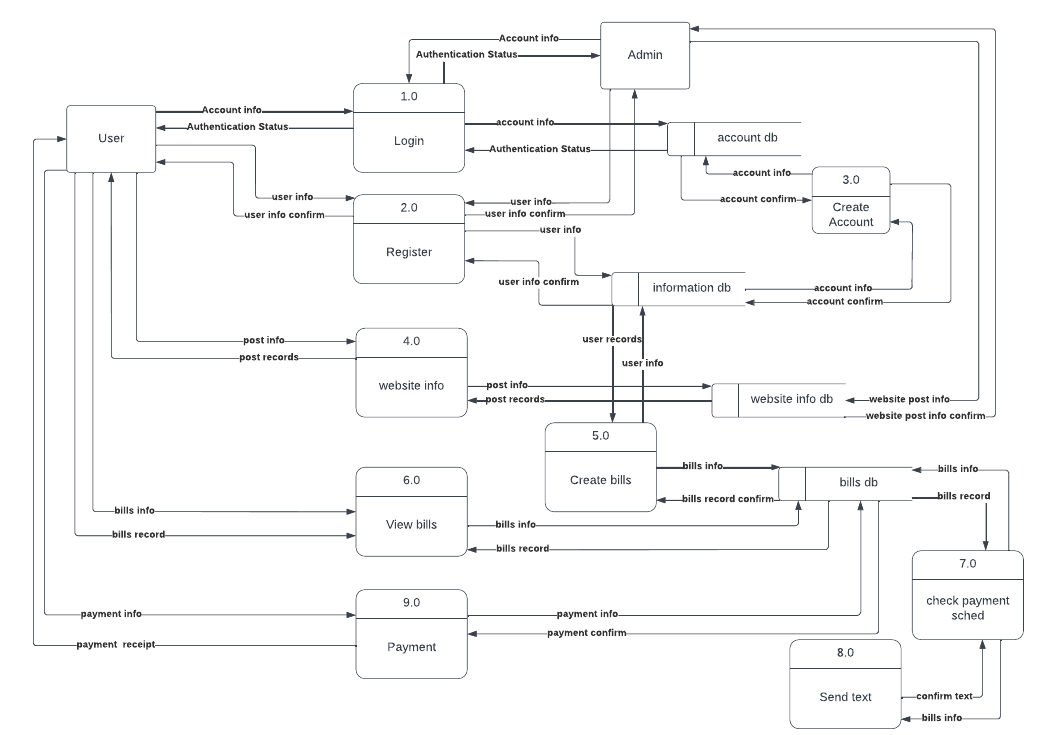 Account info
Authentication Status
Admin
1.0
Login
User
Account info
Authentication Status
account info
Authentication Status
account db
account info
account confirm
3.0
Create
Account
user info
user info confirm
2.0
Register
user info
user info confirm
user info
user info confirm
information db
account info
account confirm
user records
user info
post info
post records
4.0
website info
post info
post records
website info db
website post info
website post info confirm
5.0
Create bills
bills info
bills record confirm
bills db
bills info
bills record
6.0
View bills
bills info
bills record
bills info
bills record
7.0
check payment
sched
9.0
Payment
payment info
payment  receipt
payment info
payment confirm
8.0
Send text
confirm text
bills info